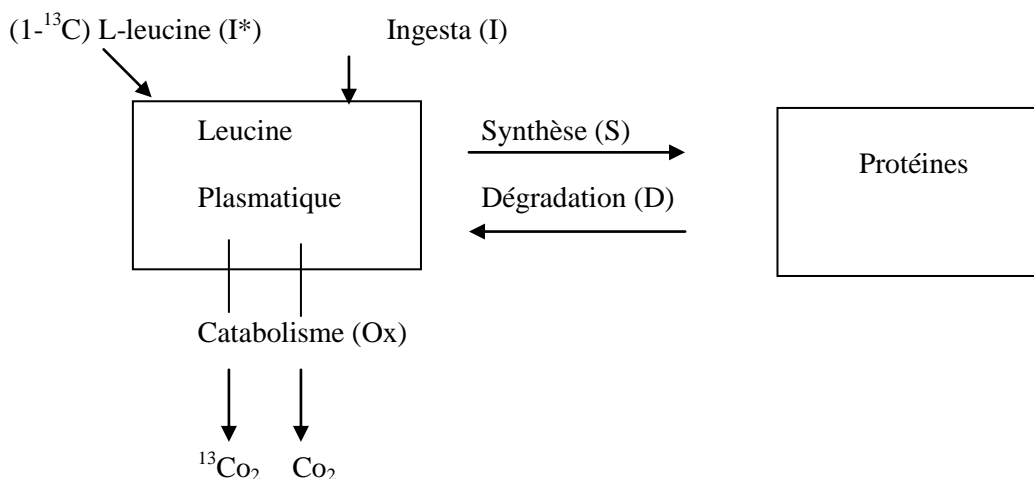 (1-¹³C) L-leucine (I*) Ingesta (I)
Leucine
Plasmatique
Synthèse (S)
Dégradation (D)
Protéines
Catabolisme (Ox)
¹³Co₂ Co₂